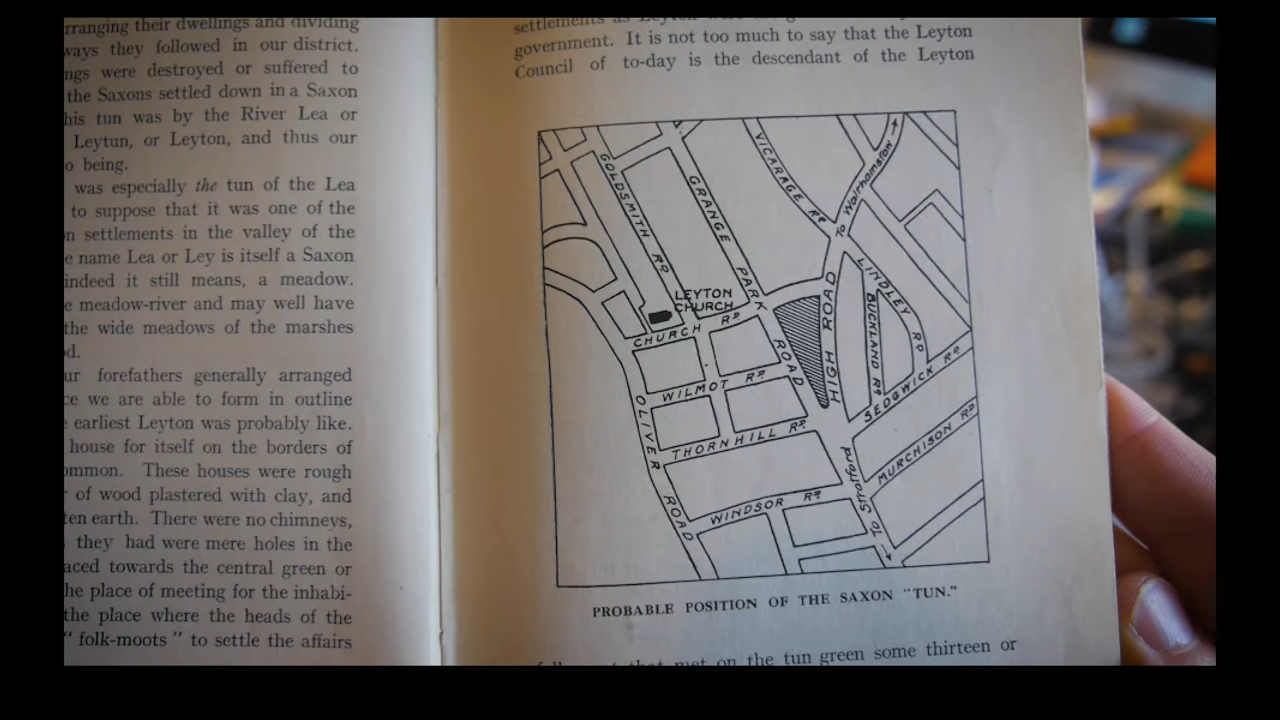 rranging their dwellings and dividing
ways they followed in our district.
ngs were destroyed or suffered to
the Saxons settled down in a Saxon
his tun was by the River Lea or
Leytun, or Leyton, and thus our
o being.
was especially the tun of the Lea
to suppose that it was one of the
n settlements in the valley of the
e name Lea or Ley is itself a Saxon
indeed it still means, a meadow.
e meadow-river and may well have
the wide meadows of the marshes
d.
ur forefathers generally arranged
ce we are able to form in outline
earliest Leyton was probably like.
house for itself on the borders of
ommon. These houses were rough
of wood plastered with clay, and
ten earth. There were no chimneys,
they had were mere holes in the
aced towards the central green or
he place of meeting for the inhabi-
the place where the heads of the
" folk-moots " to settle the affairs
settlements as Leyton
government. It is not too much to say that the Leyton
Council of to-day is the descendant of the Leyton
GOLDSMITH RD
GRANGE PARK ROAD
VICARAGE RD
To Walthamstow
LEYTON
CHURCH
CHURCH RD
HIGH ROAD
LINDLEY RD
BUCKLAND RD
SEDGWICK RD
WILMOT RD
OLIVER ROAD
THORNHILL RD
MURCHISON RD
To Stratford
WINDSOR RD
PROBABLE POSITION OF THE SAXON "TUN."
that met on the tun green some thirteen or